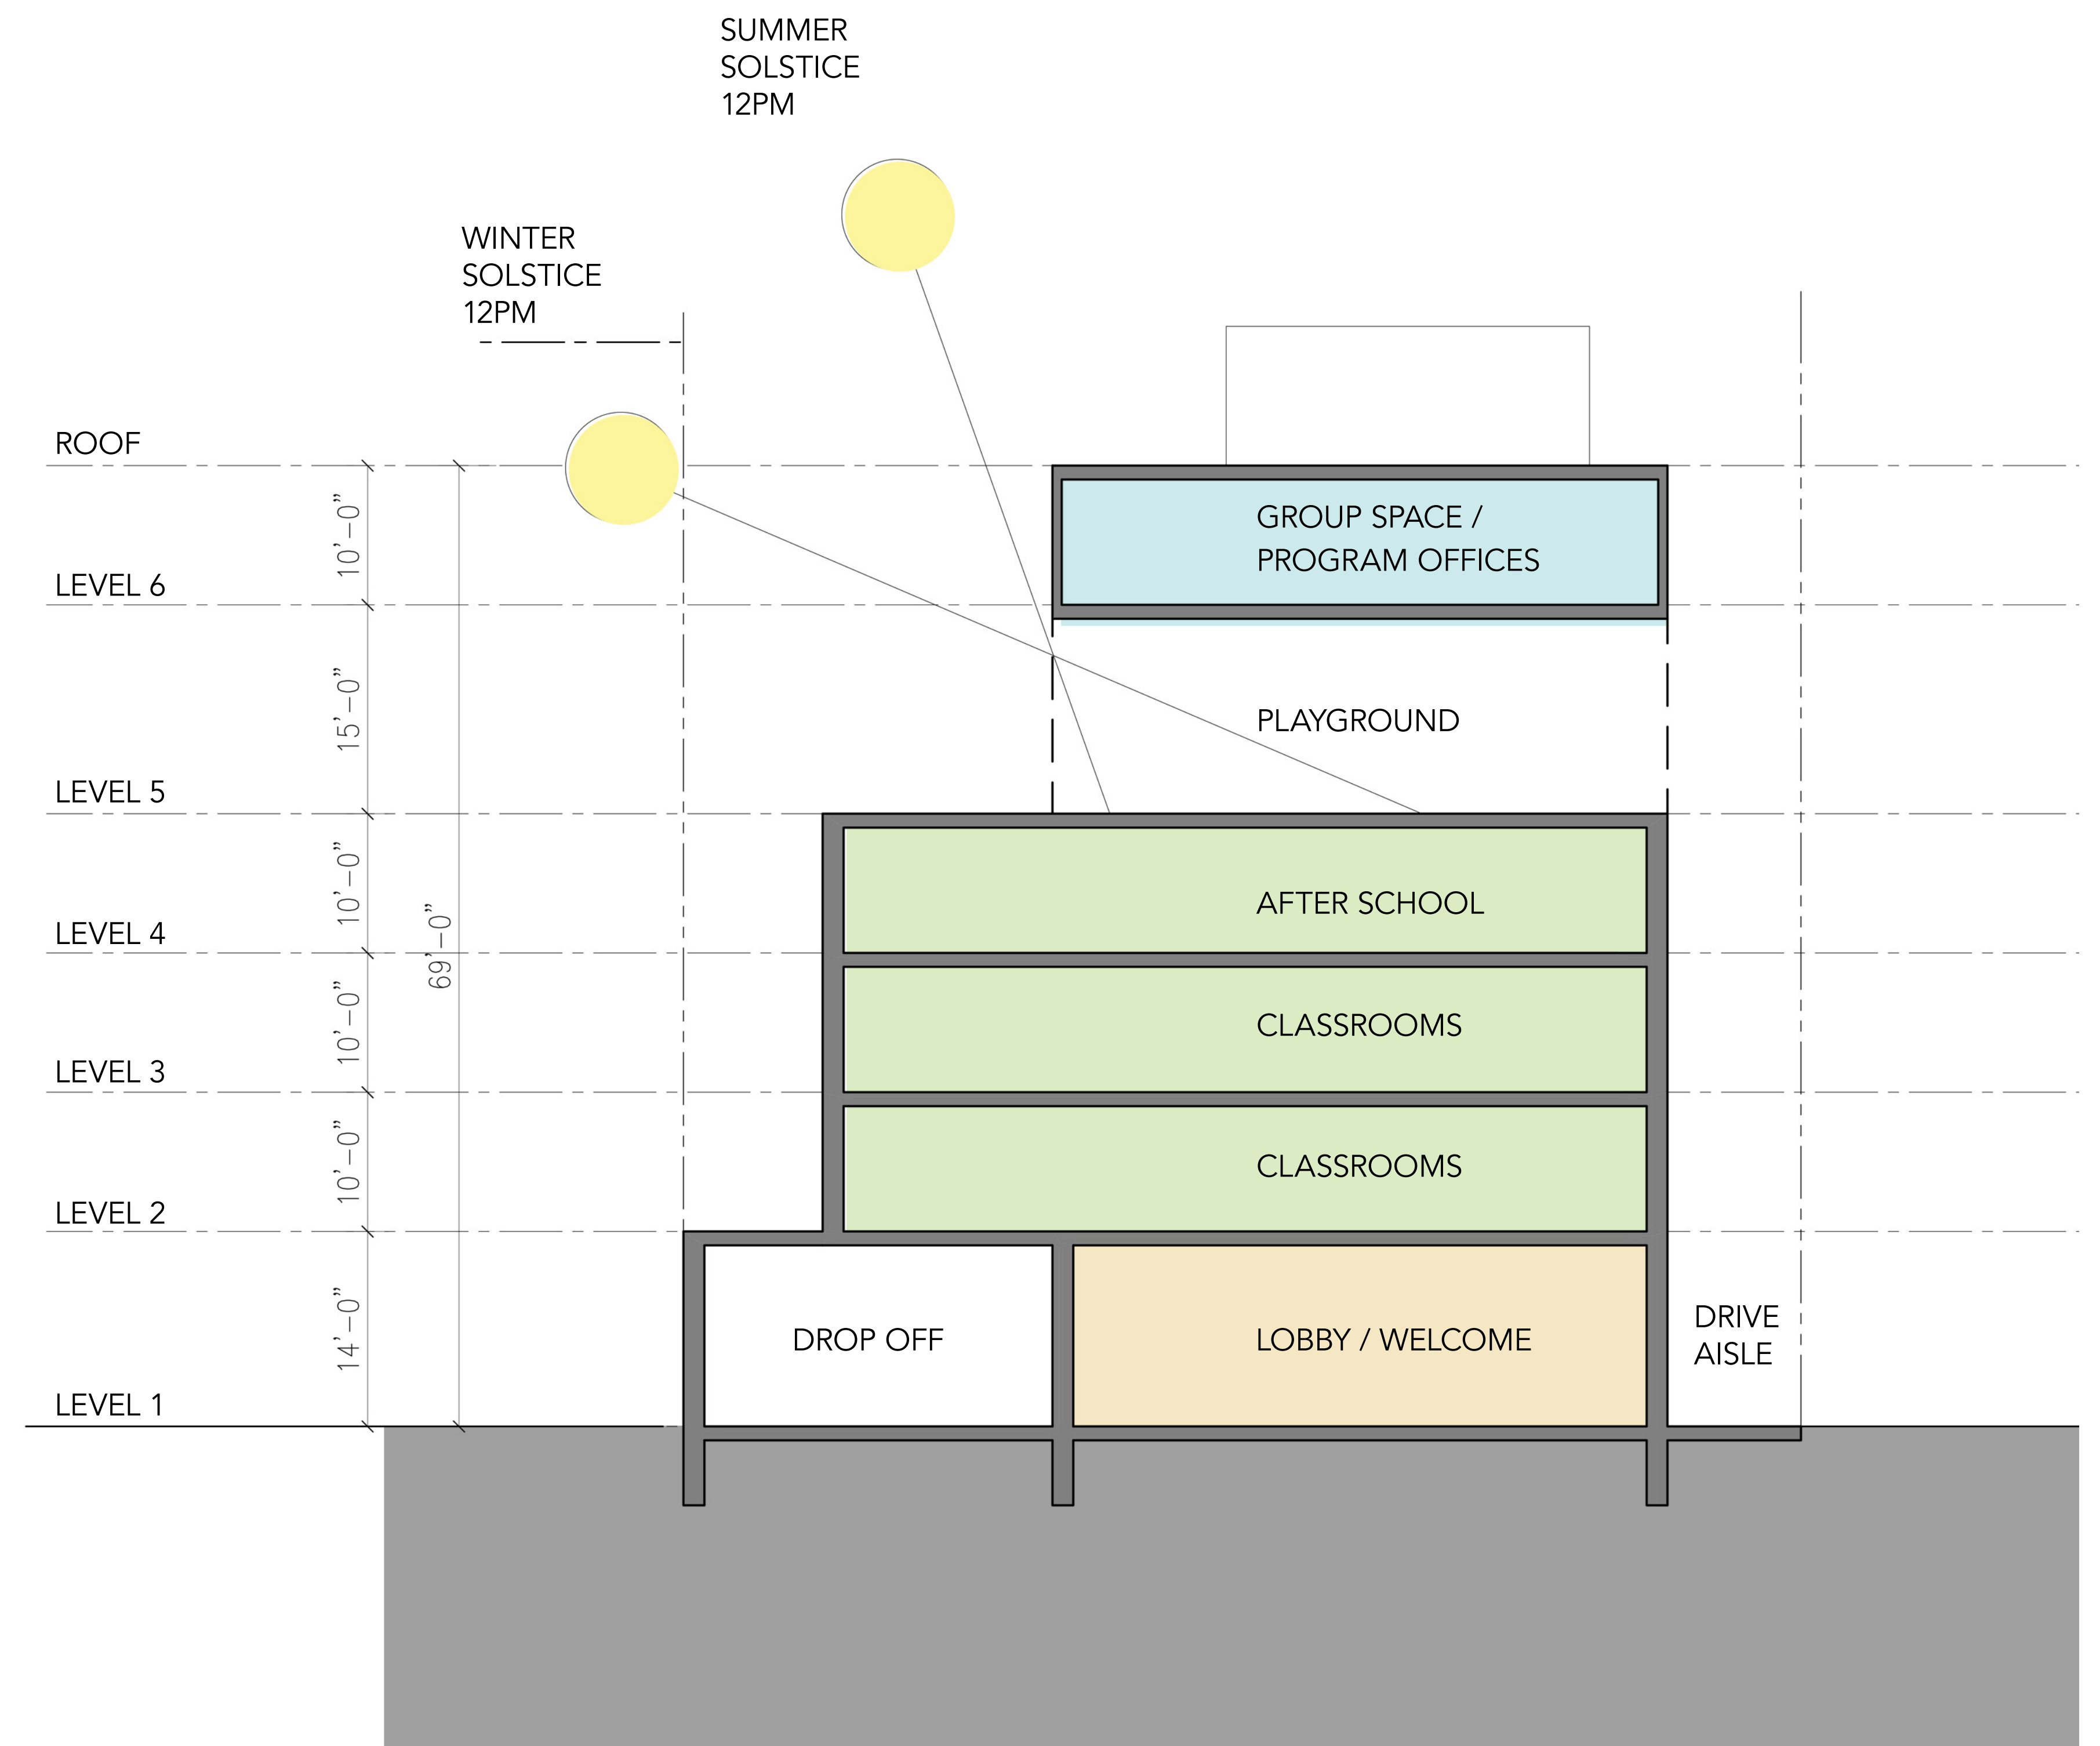 SUMMER
SOLSTICE
12PM
WINTER
SOLSTICE
12PM
ROOF
10’–0”
GROUP SPACE /
PROGRAM OFFICES
LEVEL 6
15’–0”
PLAYGROUND
LEVEL 5
10’–0”
AFTER SCHOOL
LEVEL 4
69’–0”
10’–0”
CLASSROOMS
LEVEL 3
10’–0”
CLASSROOMS
LEVEL 2
14’–0”
DROP OFF
LOBBY / WELCOME
DRIVE
AISLE
LEVEL 1